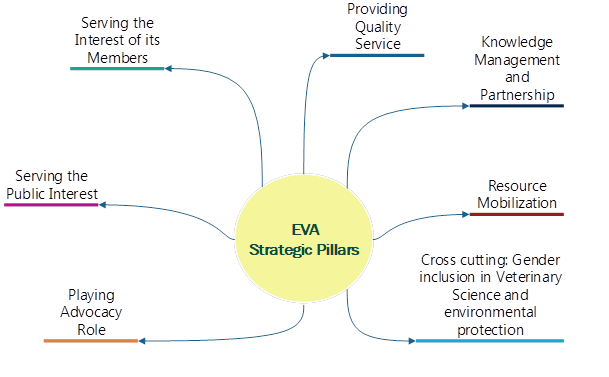 Serving the
Interest of its
Members
Providing
Quality
Service
Knowledge
Management
and
Partnership
Serving the
Public Interest
Resource
Mobilization
EVA
Strategic Pillars
Cross cutting: Gender
inclusion in Veterinary
Science and
environmental
protection
Playing
Advocacy
Role